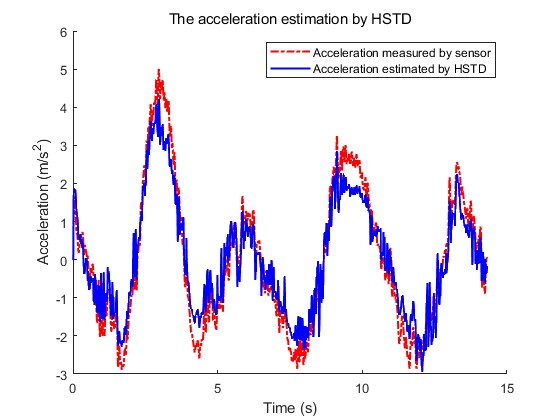 The acceleration estimation by HSTD
Acceleration measured by sensor
Acceleration estimated by HSTD
6
5
4
3
2
1
0
-1
-2
-3
Acceleration (m/s²)
0
5
10
15
Time (s)